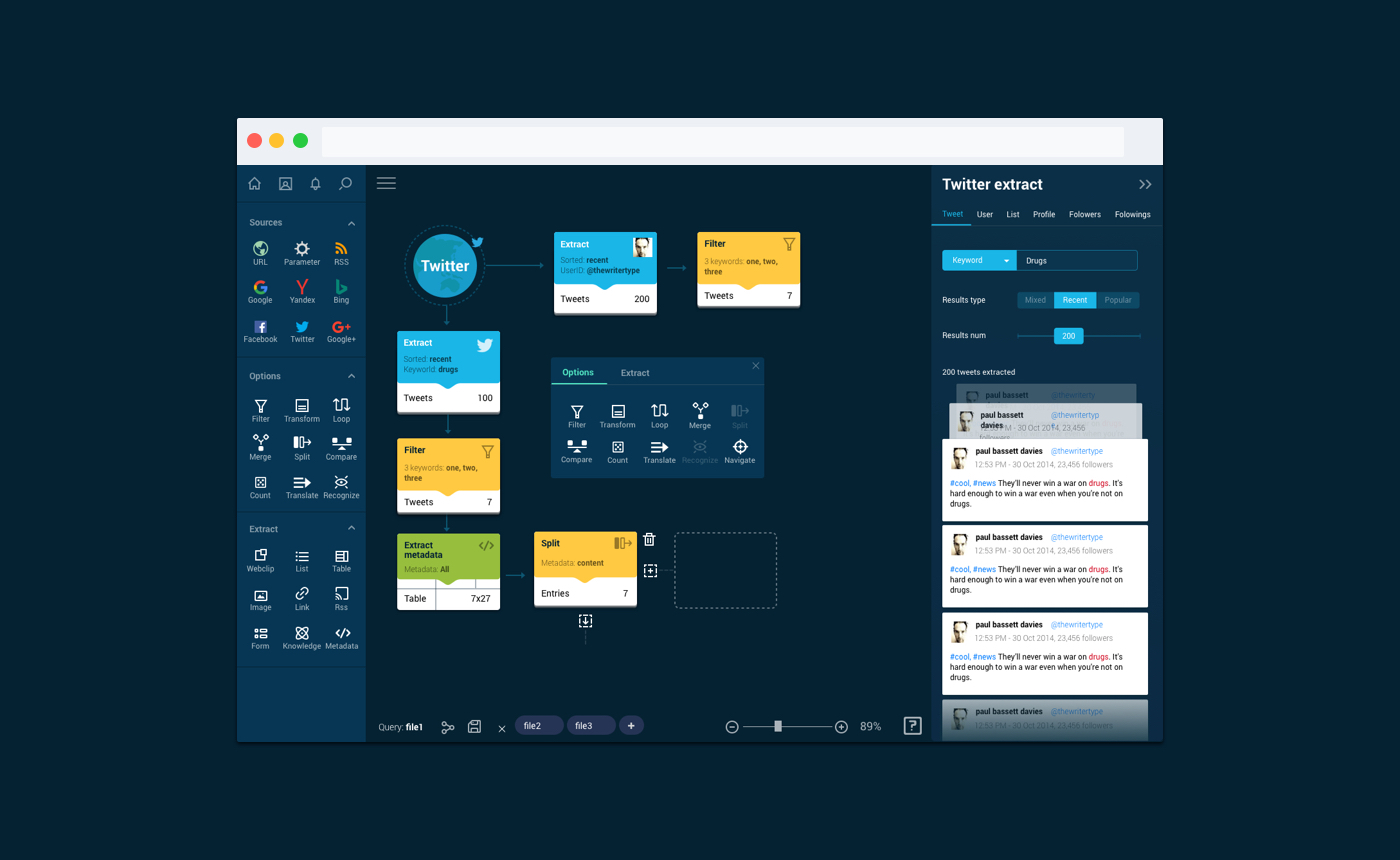 Sources
URL
Parameter
RSS
Google
Yandex
Bing
Facebook
Twitter
Google+
Options
Filter
Transform
Loop
Merge
Split
Compare
Count
Translate
Recognize
Extract
Webclip
List
Table
Image
Link
Rss
Form
Knowledge
Metadata
Twitter
Extract
Sorted: recent
UserID: @thewritertype
Tweets 200
Filter
3 keywords: one, two,
three
Tweets 7
Extract
Sorted: recent
Keyworld: drugs
Tweets 100
Filter
3 keywords: one, two,
three
Tweets 7
Extract
metadata
Metadata: All
Table 7x27
Split
Metadata: content
Entries 7
Options Extract
Filter Transform Loop Merge Split
Compare Count Translate Recognize Navigate
Query: file1
file2
file3
+
89%
?
Twitter extract
Tweet User List Profile Folowers Folowings
Keyword Drugs
Results type Mixed Recent Popular
Results num 200
200 tweets extracted
paul bassett @thewritertype
paul bassett @thewritertyp
davies
12:53 PM - 30 Oct 2014, 23,456
followers
paul bassett davies @thewritertype
12:53 PM - 30 Oct 2014, 23,456 followers
#cool, #news They'll never win a war on drugs. It's
hard enough to win a war even when you're not on
drugs.
paul bassett davies @thewritertype
12:53 PM - 30 Oct 2014, 23,456 followers
#cool, #news They'll never win a war on drugs. It's
hard enough to win a war even when you're not on
drugs.
paul bassett davies @thewritertype
12:53 PM - 30 Oct 2014, 23,456 followers
#cool, #news They'll never win a war on drugs. It's
hard enough to win a war even when you're not on
drugs.
paul bassett davies @thewritertype
12:53 PM - 30 Oct 2014, 23,456 followers